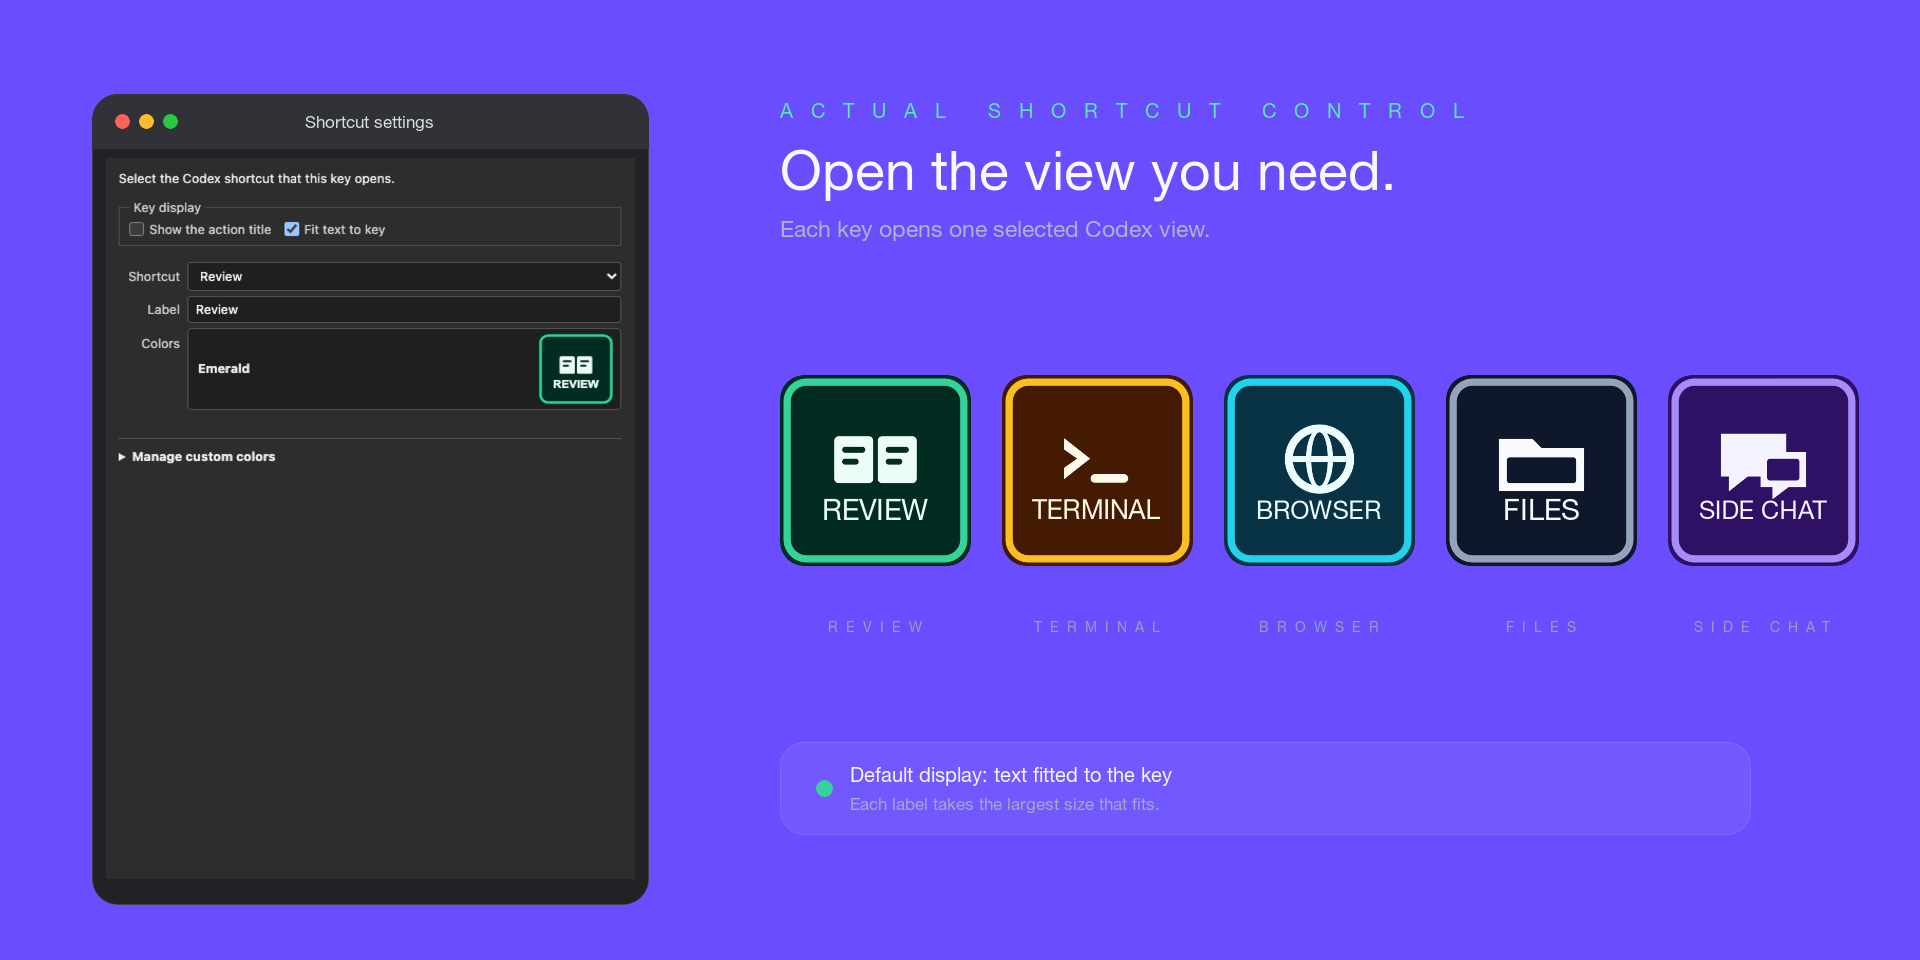 Shortcut settings
Select the Codex shortcut that this key opens.
Key display
Show the action title
Fit text to key
Shortcut
Review
Label
Review
Colors
Emerald
REVIEW
Manage custom colors
ACTUAL SHORTCUT CONTROL
Open the view you need.
Each key opens one selected Codex view.
REVIEW
TERMINAL
BROWSER
FILES
SIDE CHAT
REVIEW
TERMINAL
BROWSER
FILES
SIDE CHAT
Default display: text fitted to the key
Each label takes the largest size that fits.